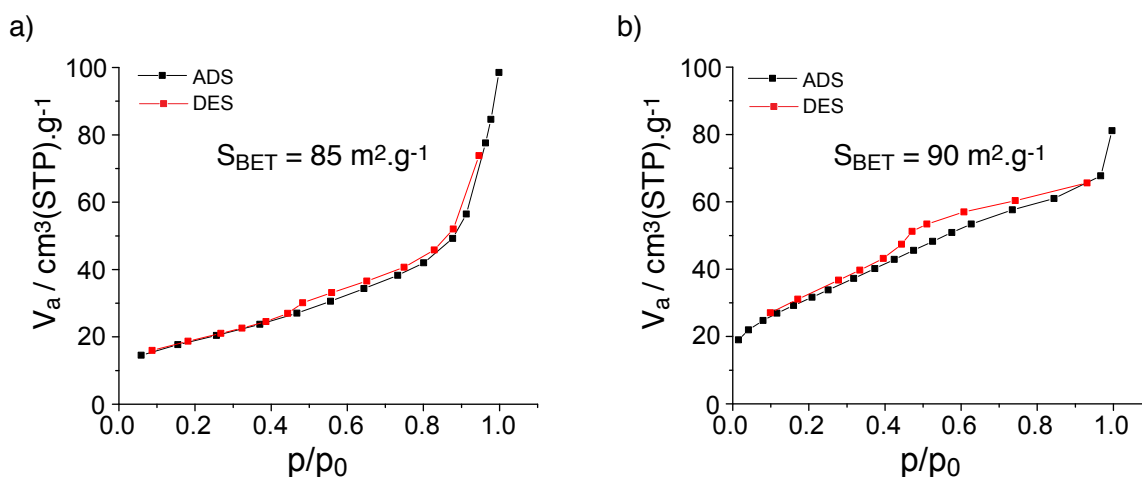 a)
100
80
60
40
20
0
ADS
DES
S_BET = 85 m².g⁻¹
V_a / cm³(STP).g⁻¹
0.0 0.2 0.4 0.6 0.8 1.0
p/p₀
b)
100
80
60
40
20
0
ADS
DES
S_BET = 90 m².g⁻¹
V_a / cm³(STP).g⁻¹
0.0 0.2 0.4 0.6 0.8 1.0
p/p₀